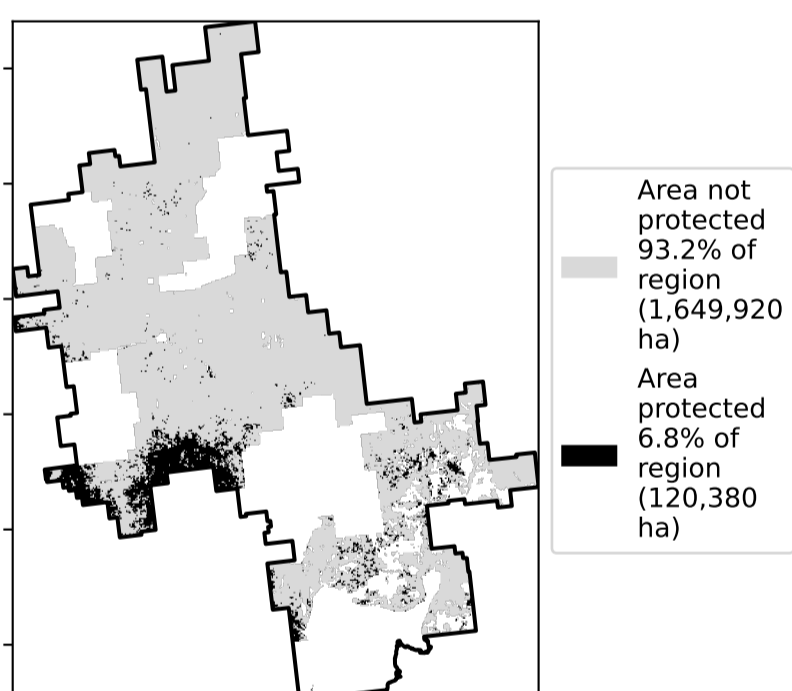 Area not
protected
93.2% of
region
(1,649,920
ha)
Area
protected
6.8% of
region
(120,380
ha)